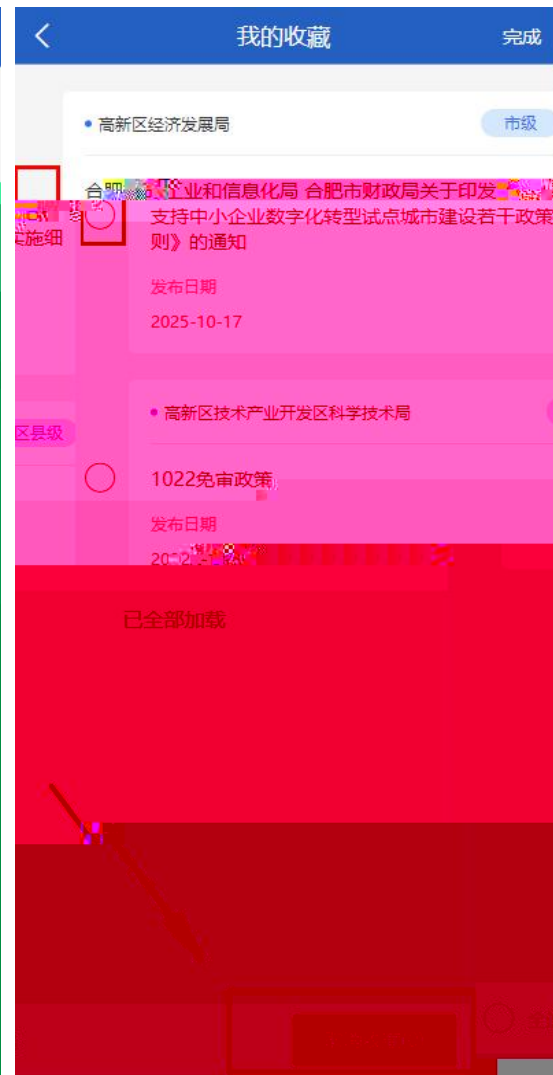 我的收藏
完成
高新区经济发展局
市级
合肥 工业和信息化局 合肥市财政局关于印发
支持中小企业数字化转型试点城市建设若干政策
实施细
则》的通知
发布日期
2025-10-17
高新区技术产业开发区科学技术局
区县级
1022免审政策
发布日期
已全部加载